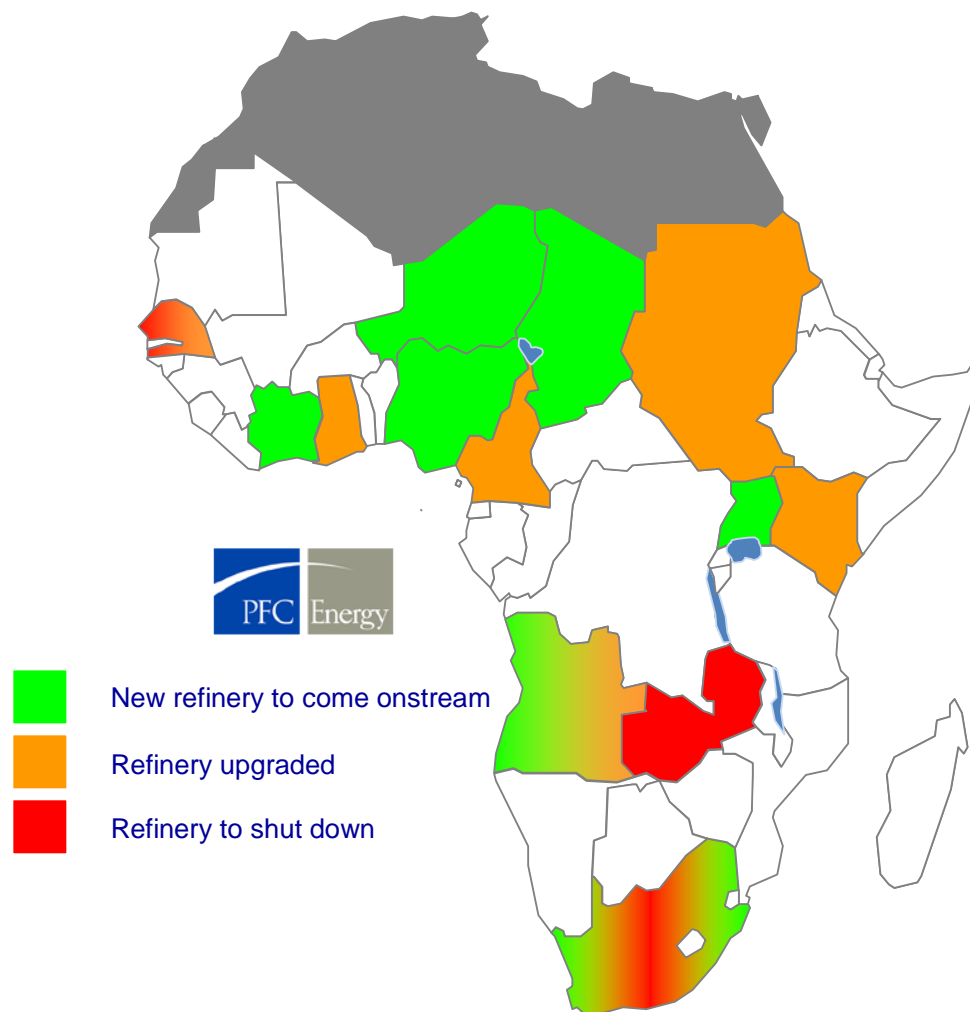 PFC Energy
New refinery to come onstream
Refinery upgraded
Refinery to shut down